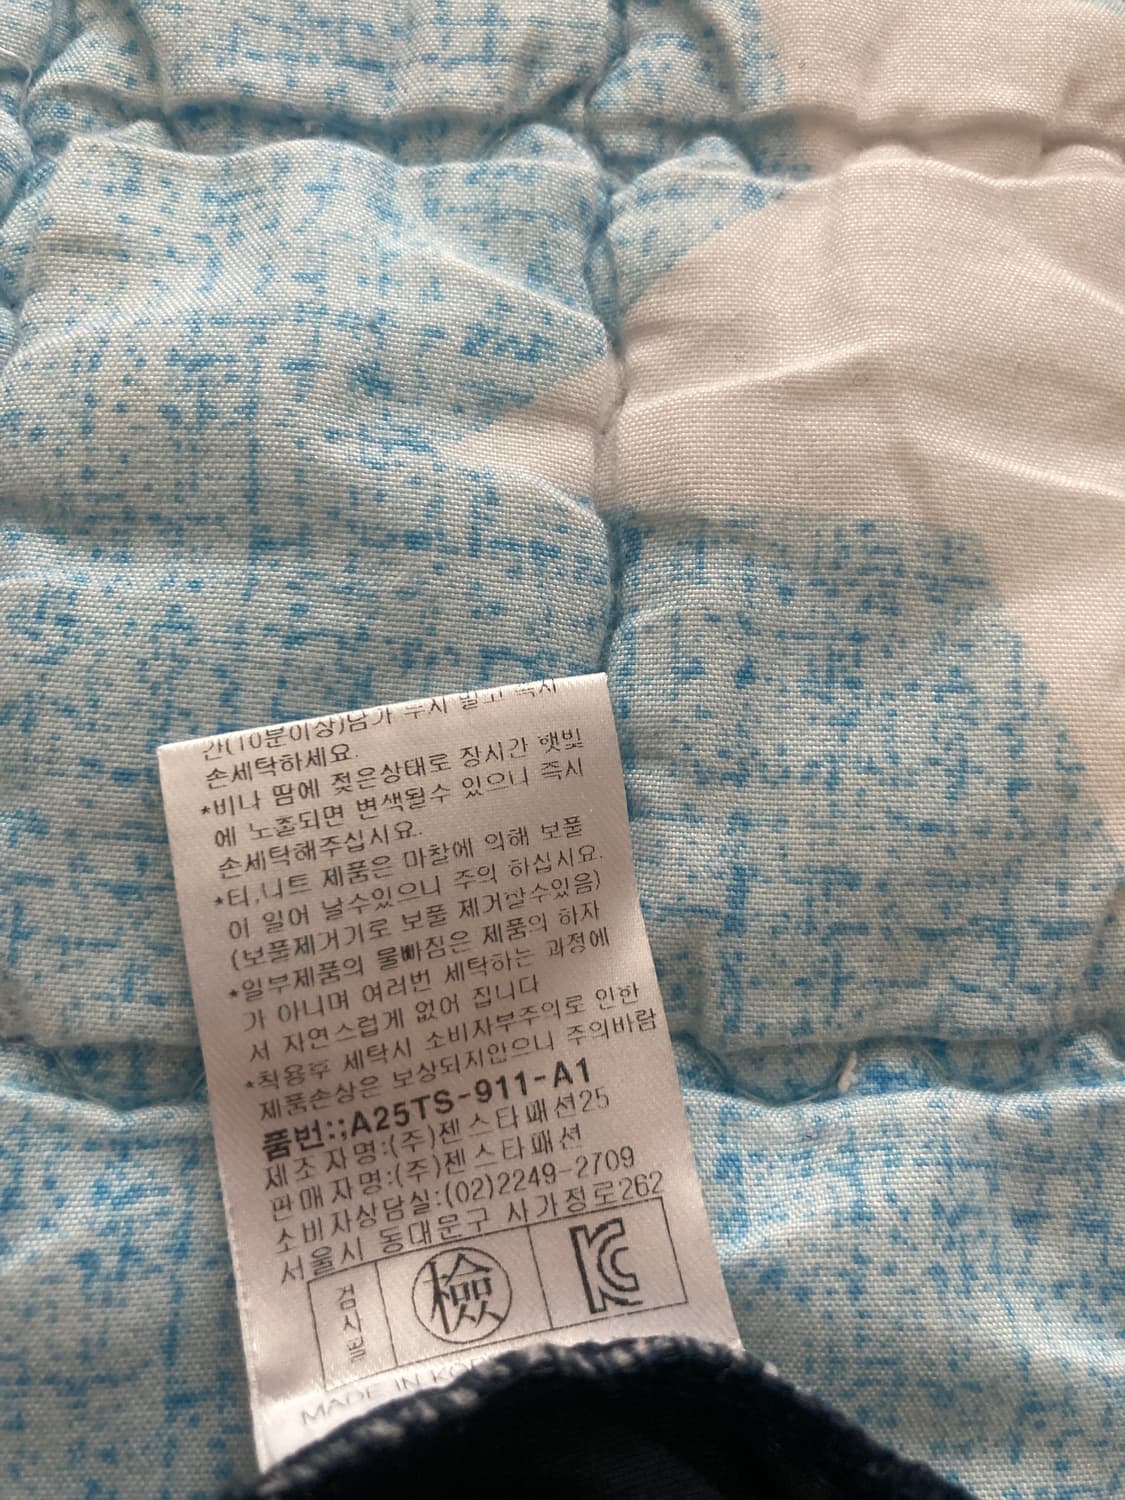 간(10분이상)담가 두지 말고 즉시
손세탁하세요.
*비나 땀에 젖은상태로 장시간 햇빛
에 노출되면 변색될수 있으니 즉시
손세탁해주십시요.
*티,니트 제품은 마찰에 의해 보풀
이 일어 날수있으니 주의 하십시요.
(보풀제거기로 보풀 제거할수있음)
*일부제품의 물빠짐은 제품의 하자
가 아니며 여러번 세탁하는 과정에
서 자연스럽게 없어 집니다
*착용후 세탁시 소비자부주의로 인한
제품손상은 보상되지안으니 주의바람
품번:;A25TS-911-A1
제조자명:(주)젠스타패션25
판매자명:(주)젠스타패션
소비자상담실:(02)2249-2709
서울시 동대문구 사가정로262
검사필 檢 KC
MADE IN